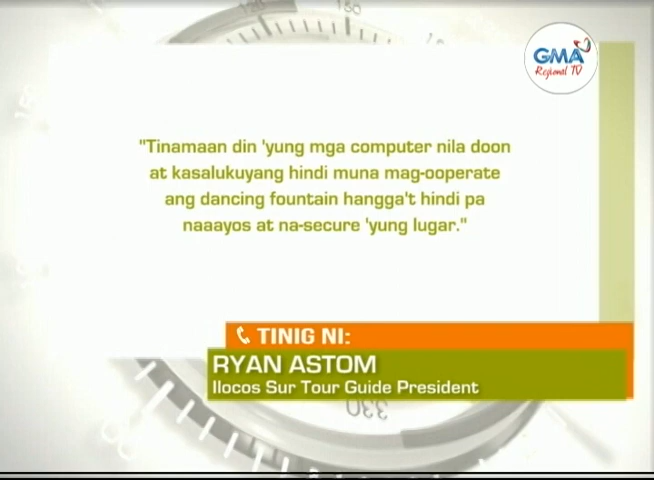 GMA
Regional TV
"Tinamaan din 'yung mga computer nila doon
at kasalukuyang hindi muna mag-ooperate
ang dancing fountain hangga't hindi pa
naaayos at na-secure 'yung lugar."
TINIG NI:
RYAN ASTOM
Ilocos Sur Tour Guide President
330